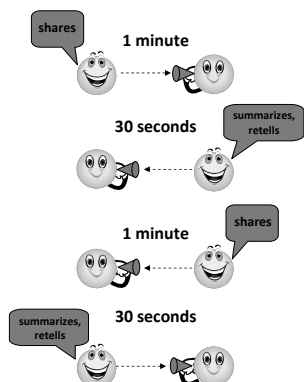 shares
1 minute
30 seconds
summarizes,
retells
1 minute
shares
30 seconds
summarizes,
retells